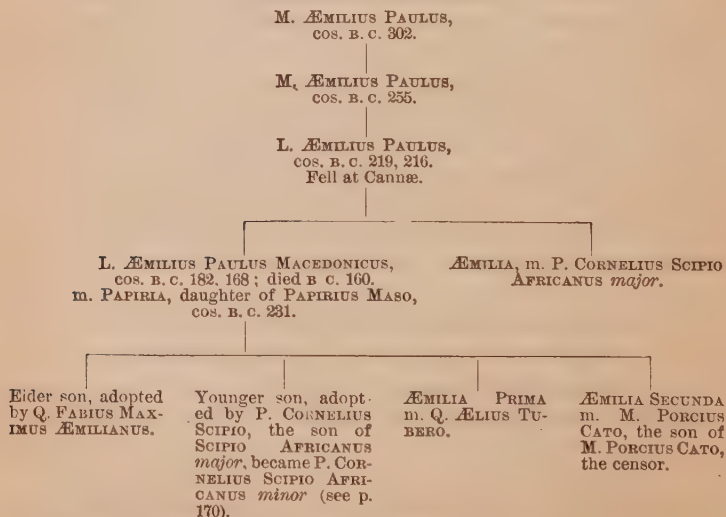 M. ÆMILIUS PAULUS,
cos. B. C. 302.
M. ÆMILIUS PAULUS,
cos. B. C. 255.
L. ÆMILIUS PAULUS,
cos. B. C. 219, 216.
Fell at Cannæ.
L. ÆMILIUS PAULUS MACEDONICUS,
cos. B. C. 182. 168 ; died B C. 160.
m. PAPIRIA, daughter of PAPIRIUS MASO,
cos. B. C. 231.
ÆMILIA, m. P. CORNELIUS SCIPIO
AFRICANUS major.
Elder son, adopted
by Q. FABIUS MAX-
IMUS ÆMILIANUS.
Younger son, adopt-
ed by P. CORNELIUS
SCIPIO, the son of
SCIPIO AFRICANUS
major, became P. COR-
NELIUS SCIPIO AFRI-
CANUS minor (see p.
170).
ÆMILIA PRIMA
m. Q. ÆLIUS TU-
BERO.
ÆMILIA SECUNDA
m. M. PORCIUS
CATO, the son of
M. PORCIUS CATO,
the censor.